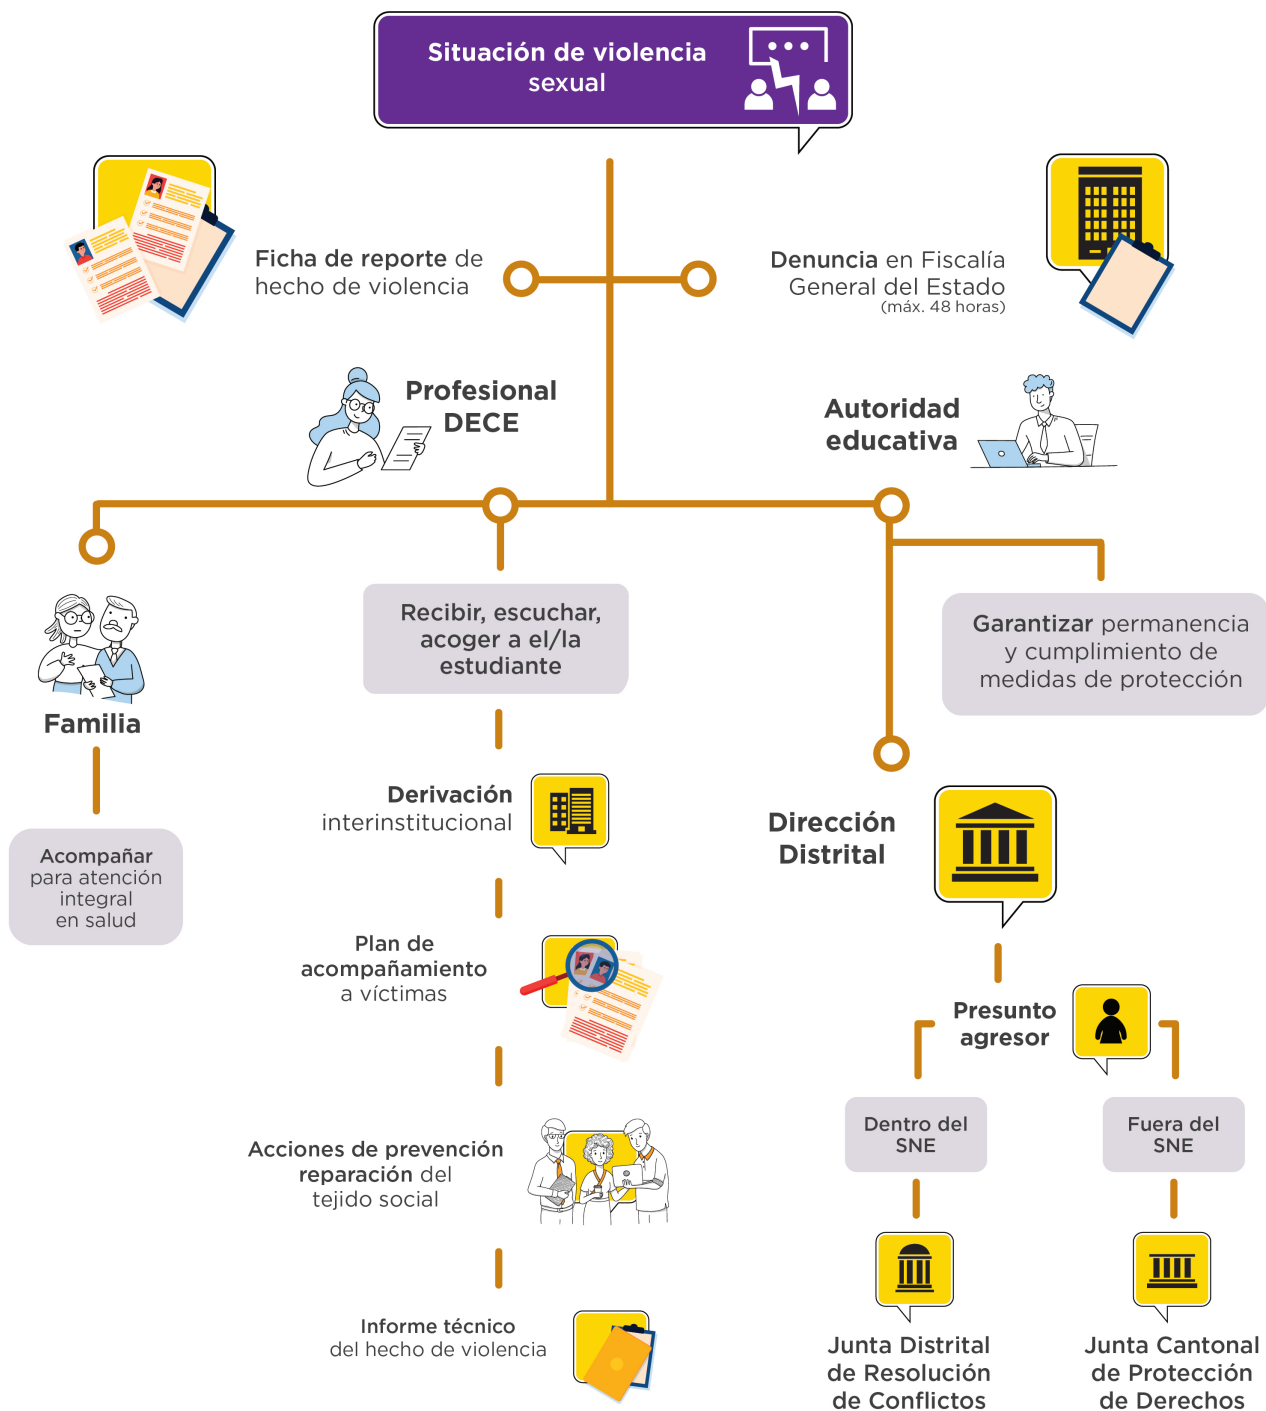 Situación de violencia
sexual
Ficha de reporte de
hecho de violencia
Denuncia en Fiscalía
General del Estado
(máx. 48 horas)
Profesional
DECE
Autoridad
educativa
Familia
Acompañar
para atención
integral
en salud
Recibir, escuchar,
acoger a el/la
estudiante
Derivación
interinstitucional
Plan de
acompañamiento
a víctimas
Acciones de prevención
reparación del
tejido social
Informe técnico
del hecho de violencia
Garantizar permanencia
y cumplimiento de
medidas de protección
Dirección
Distrital
Presunto
agresor
Dentro del
SNE
Fuera del
SNE
Junta Distrital
de Resolución
de Conflictos
Junta Cantonal
de Protección
de Derechos